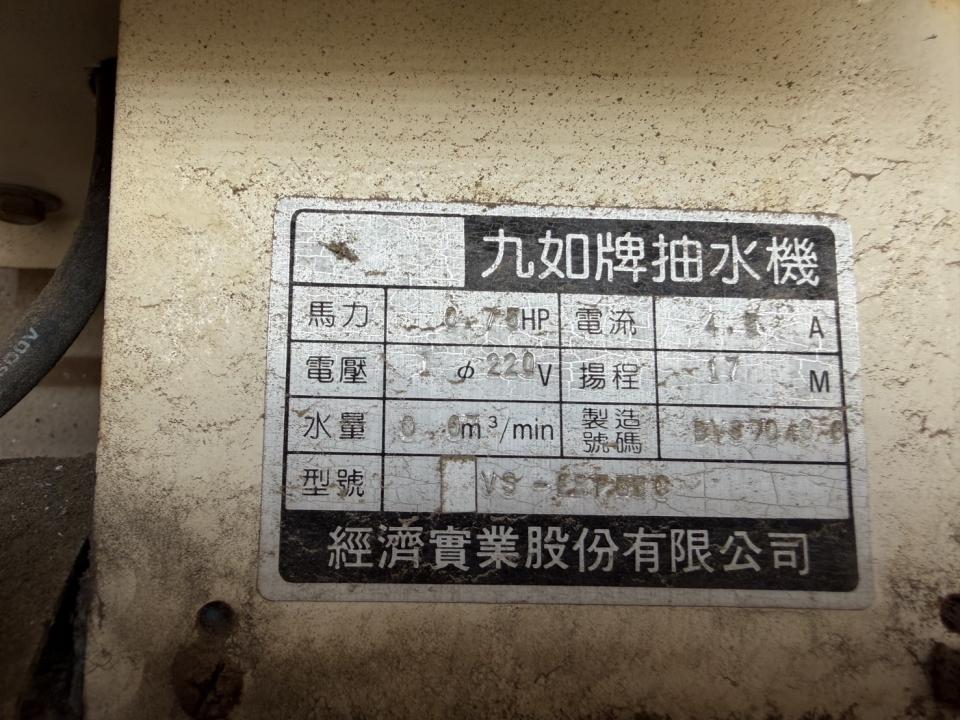 九如牌抽水機
馬力 0.75HP 電流 A
電壓 1 φ 220V 揚程 17 M
水量 m³/min 製造號碼
型號 VS -
經濟實業股份有限公司